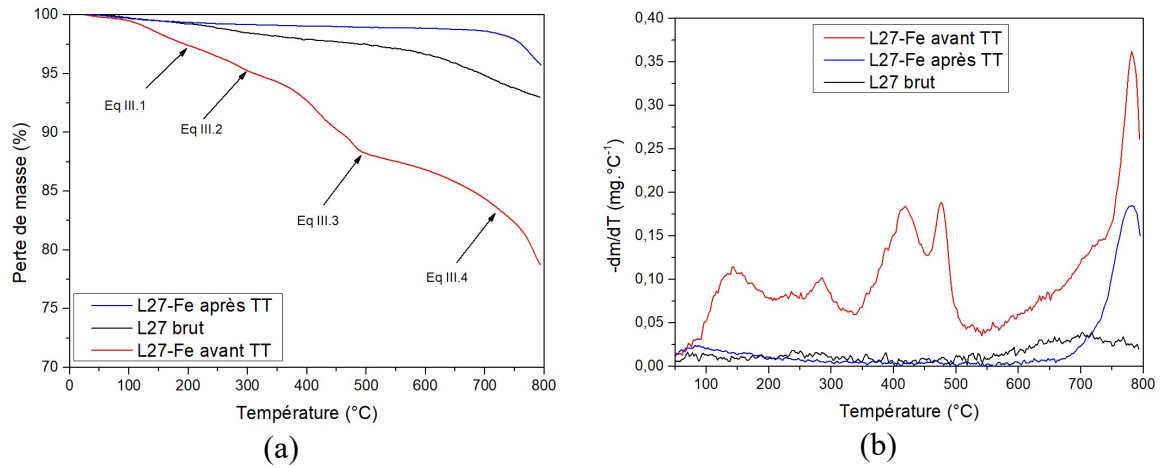 100
95
90
85
80
75
70
0
100
200
300
400
500
600
700
800
Perte de masse (%)
Température (°C)
Eq III.1
Eq III.2
Eq III.3
Eq III.4
L27-Fe après TT
L27 brut
L27-Fe avant TT
(a)
0,40
0,35
0,30
0,25
0,20
0,15
0,10
0,05
0,00
100
200
300
400
500
600
700
800
-dm/dT (mg.°C⁻¹)
Température (°C)
L27-Fe avant TT
L27-Fe après TT
L27 brut
(b)